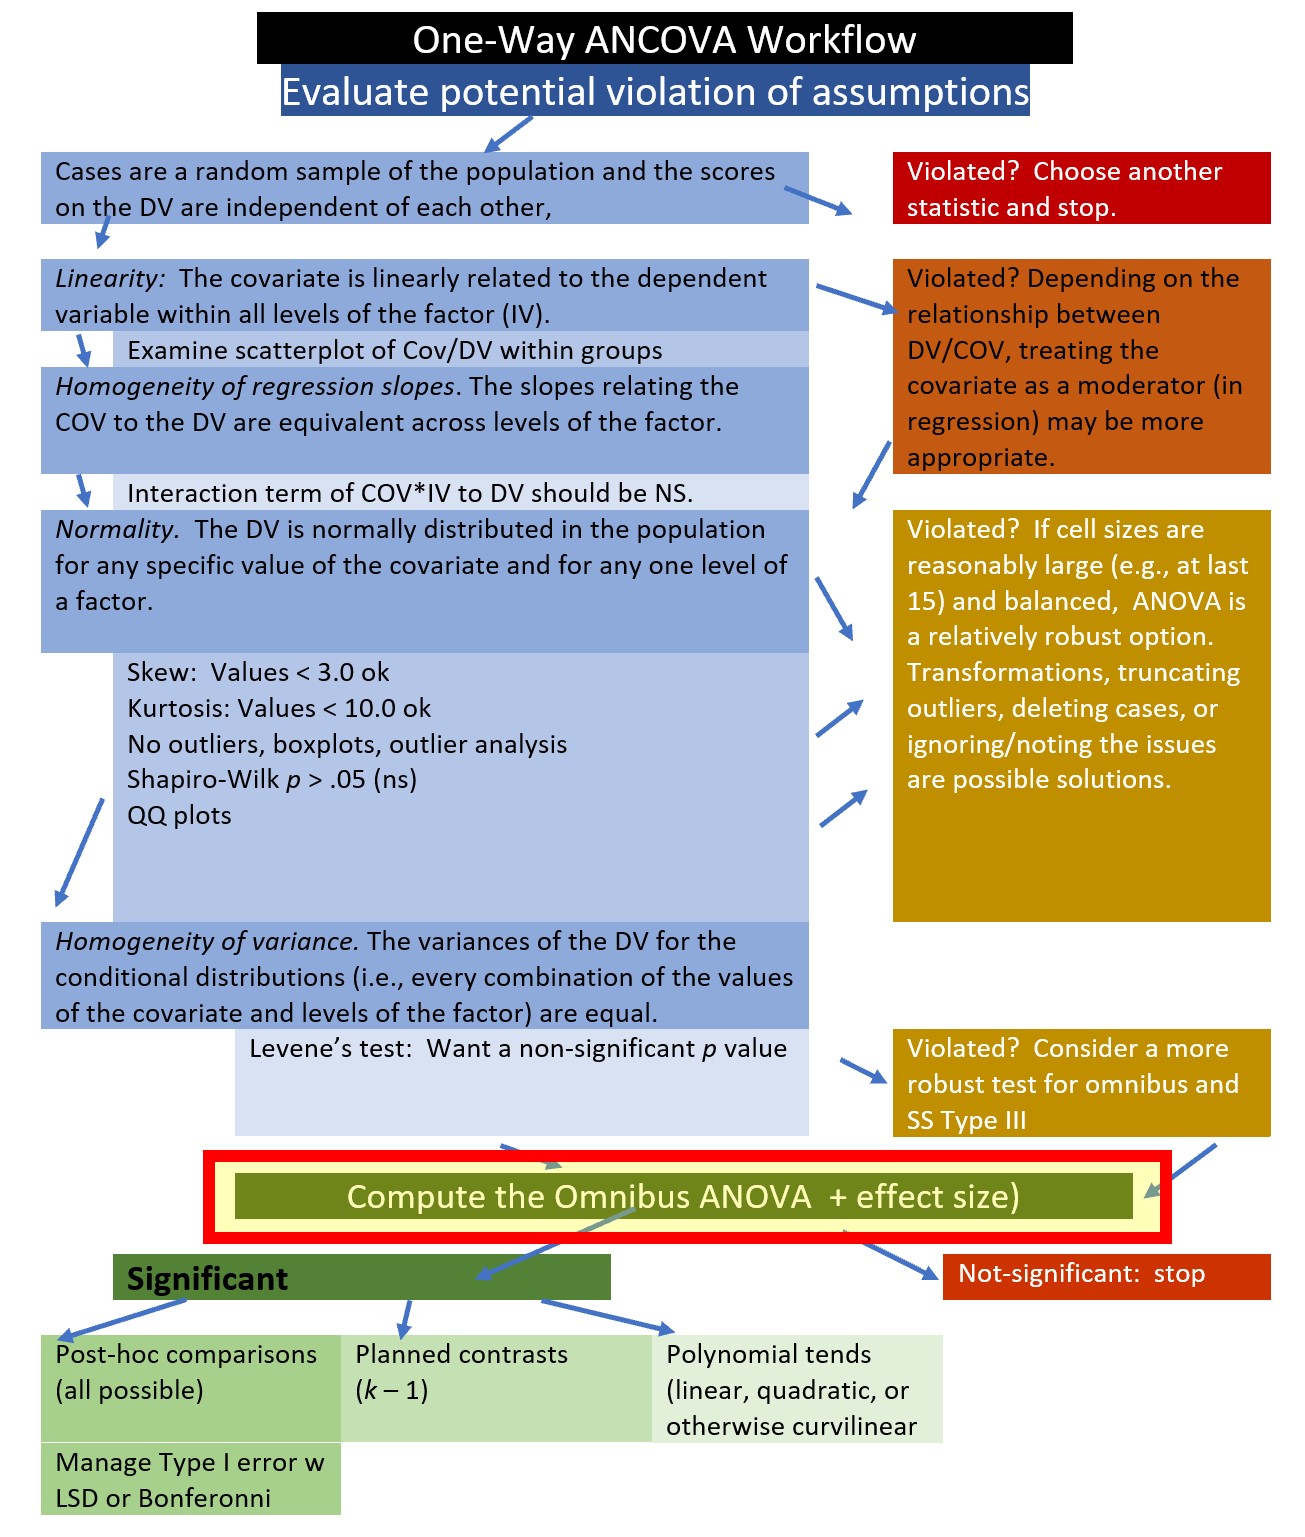 One-Way ANCOVA Workflow
Evaluate potential violation of assumptions
Cases are a random sample of the population and the scores
on the DV are independent of each other,
Violated?  Choose another
statistic and stop.
Linearity:  The covariate is linearly related to the dependent
variable within all levels of the factor (IV).
Examine scatterplot of Cov/DV within groups
Violated? Depending on the
relationship between
DV/COV, treating the
covariate as a moderator (in
regression) may be more
appropriate.
Homogeneity of regression slopes. The slopes relating the
COV to the DV are equivalent across levels of the factor.
Interaction term of COV*IV to DV should be NS.
Normality.  The DV is normally distributed in the population
for any specific value of the covariate and for any one level of
a factor.
Violated?  If cell sizes are
reasonably large (e.g., at last
15) and balanced,  ANOVA is
a relatively robust option.
Transformations, truncating
outliers, deleting cases, or
ignoring/noting the issues
are possible solutions.
Skew:  Values < 3.0 ok
Kurtosis: Values < 10.0 ok
No outliers, boxplots, outlier analysis
Shapiro-Wilk p > .05 (ns)
QQ plots
Homogeneity of variance. The variances of the DV for the
conditional distributions (i.e., every combination of the values
of the covariate and levels of the factor) are equal.
Levene’s test:  Want a non-significant p value
Violated?  Consider a more
robust test for omnibus and
SS Type III
Compute the Omnibus ANOVA  + effect size)
Significant
Not-significant:  stop
Post-hoc comparisons
(all possible)
Planned contrasts
(k – 1)
Polynomial tends
(linear, quadratic, or
otherwise curvilinear
Manage Type I error w
LSD or Bonferonni